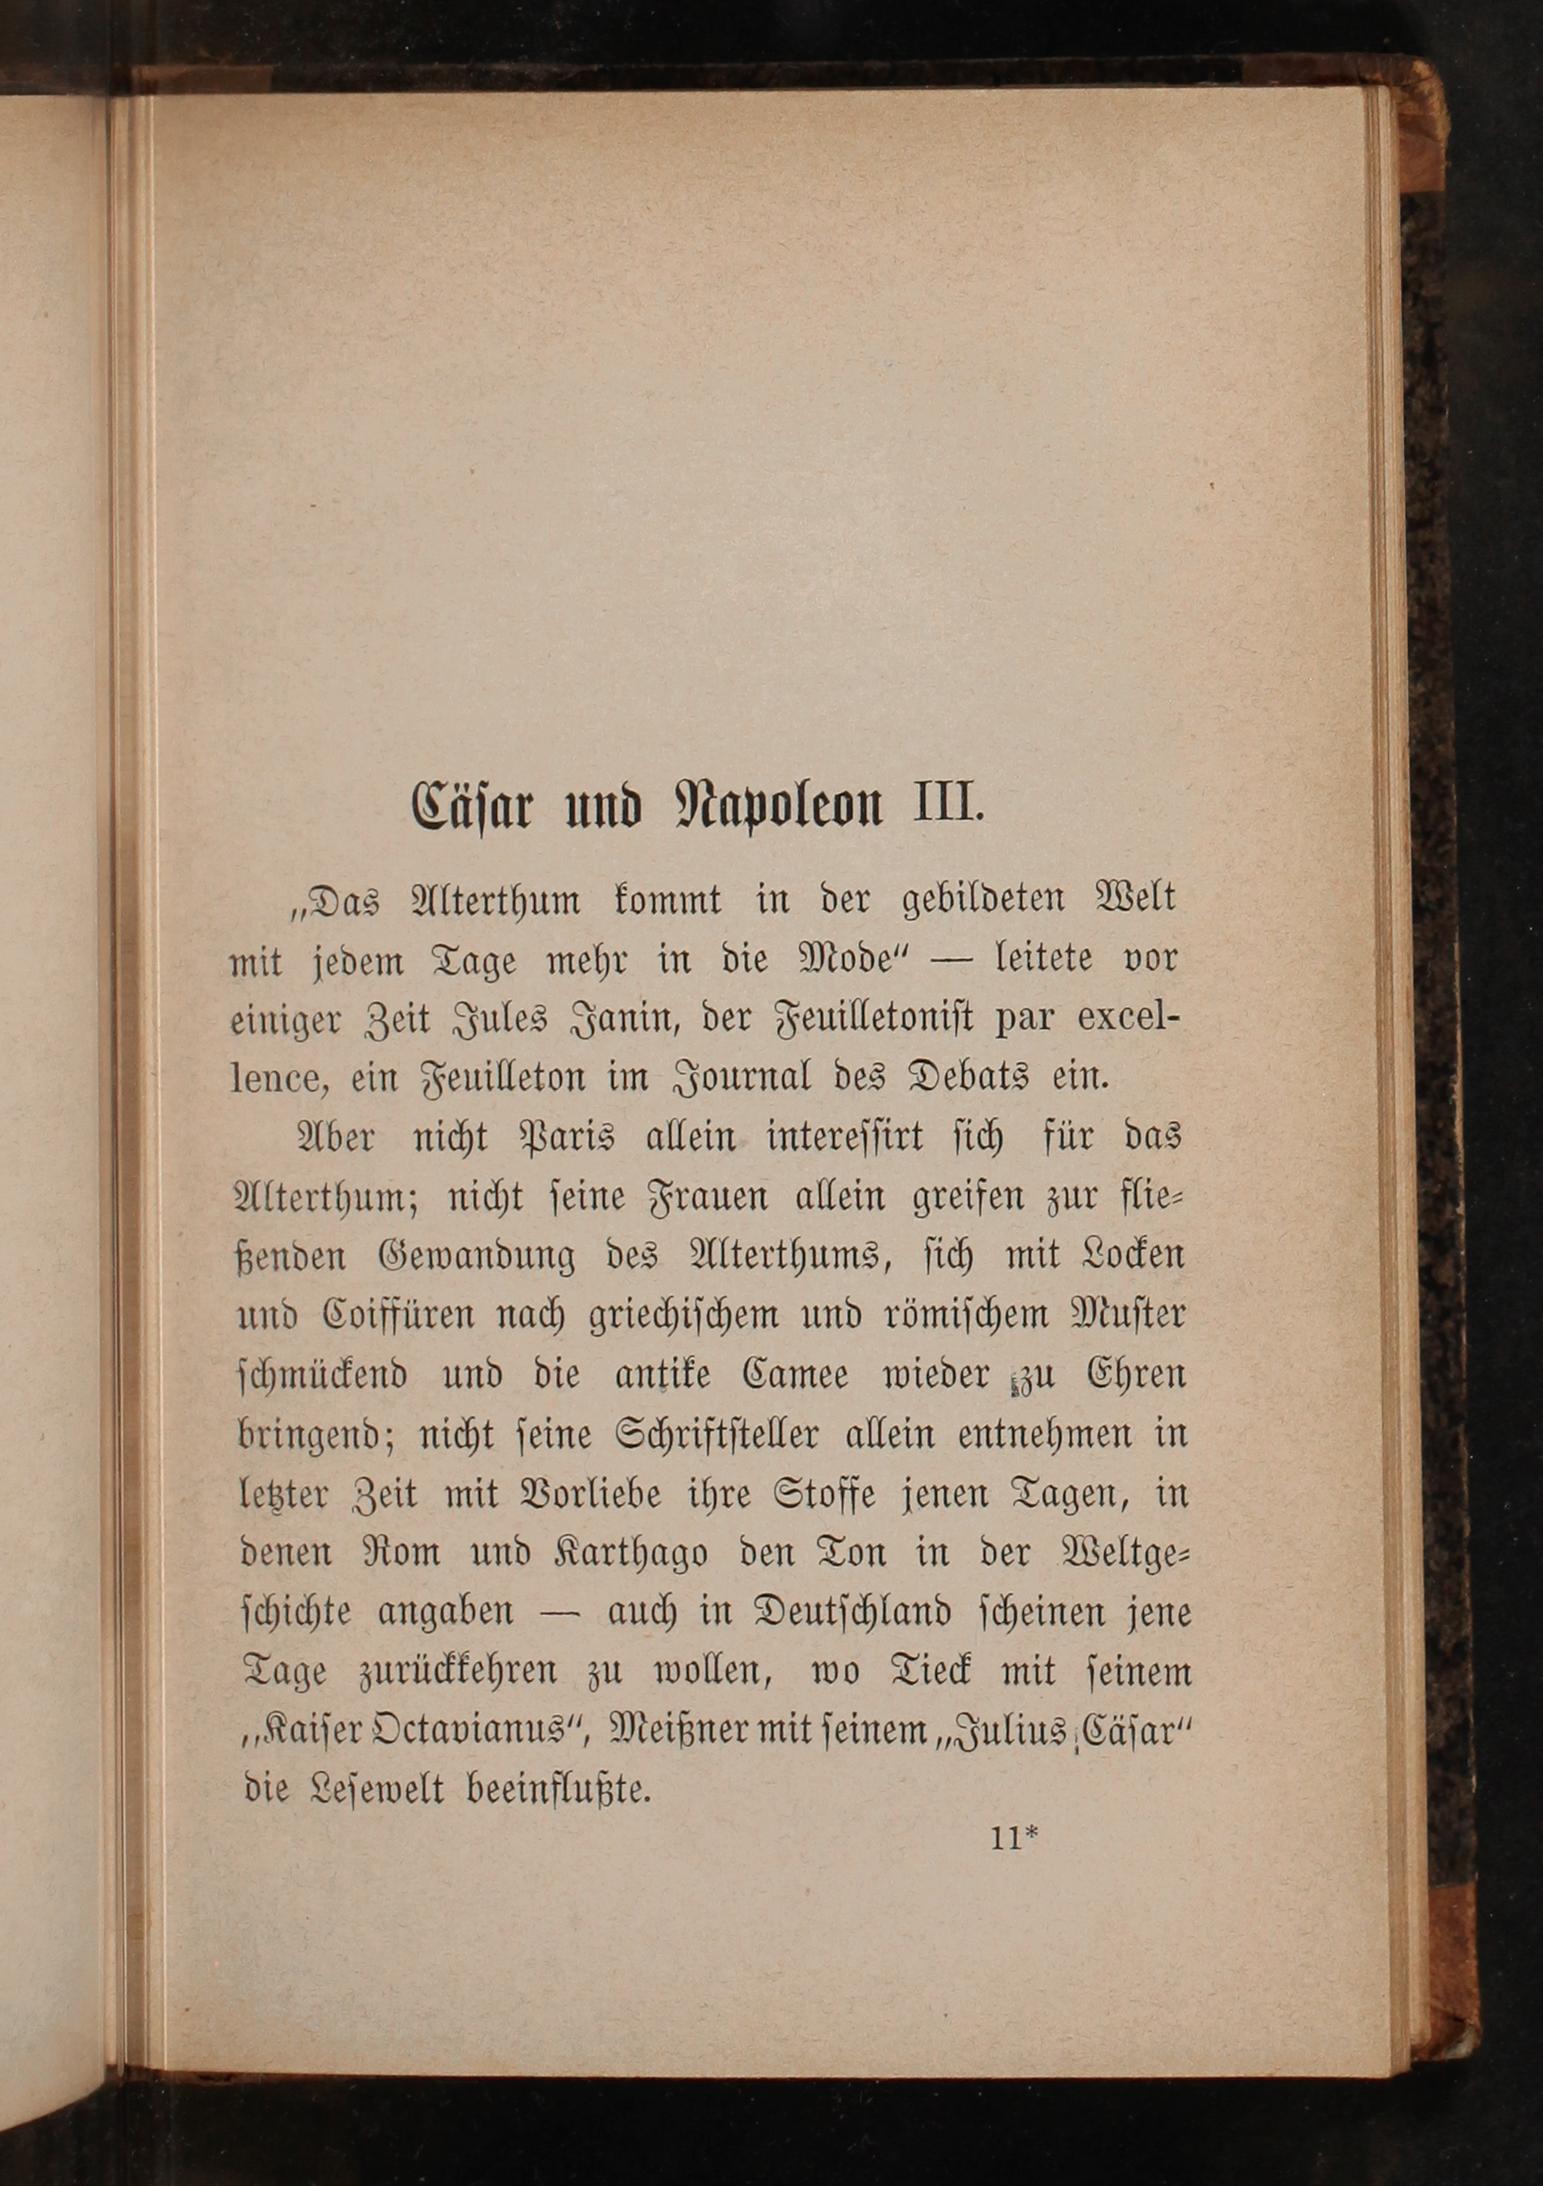 Cäſar und Napoleon III.
„Das Alterthum kommt in der gebildeten Welt
mit jedem Tage mehr in die Mode“ — leitete vor
einiger Zeit Jules Janin, der Feuilletoniſt par excel-
lence, ein Feuilleton im Journal des Debats ein.
Aber nicht Paris allein intereſſirt ſich für das
Alterthum; nicht ſeine Frauen allein greifen zur flie-
ßenden Gewandung des Alterthums, ſich mit Locken
und Coiffüren nach griechiſchem und römiſchem Muſter
ſchmückend und die antike Camee wieder zu Ehren
bringend; nicht ſeine Schriftſteller allein entnehmen in
letzter Zeit mit Vorliebe ihre Stoffe jenen Tagen, in
denen Rom und Karthago den Ton in der Weltge-
ſchichte angaben — auch in Deutſchland ſcheinen jene
Tage zurückkehren zu wollen, wo Tieck mit ſeinem
„Kaiſer Octavianus“, Meißner mit ſeinem „Julius Cäſar“
die Leſewelt beeinflußte.
11*